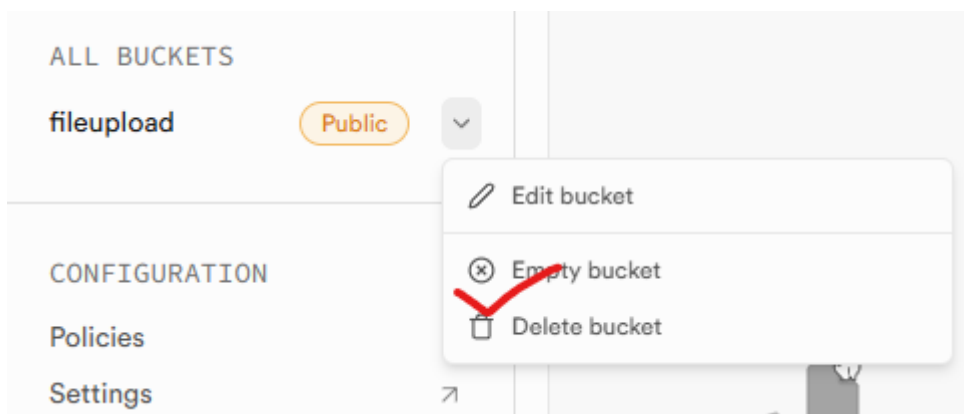 ALL BUCKETS
fileupload Public
Edit bucket
Empty bucket
Delete bucket
CONFIGURATION
Policies
Settings